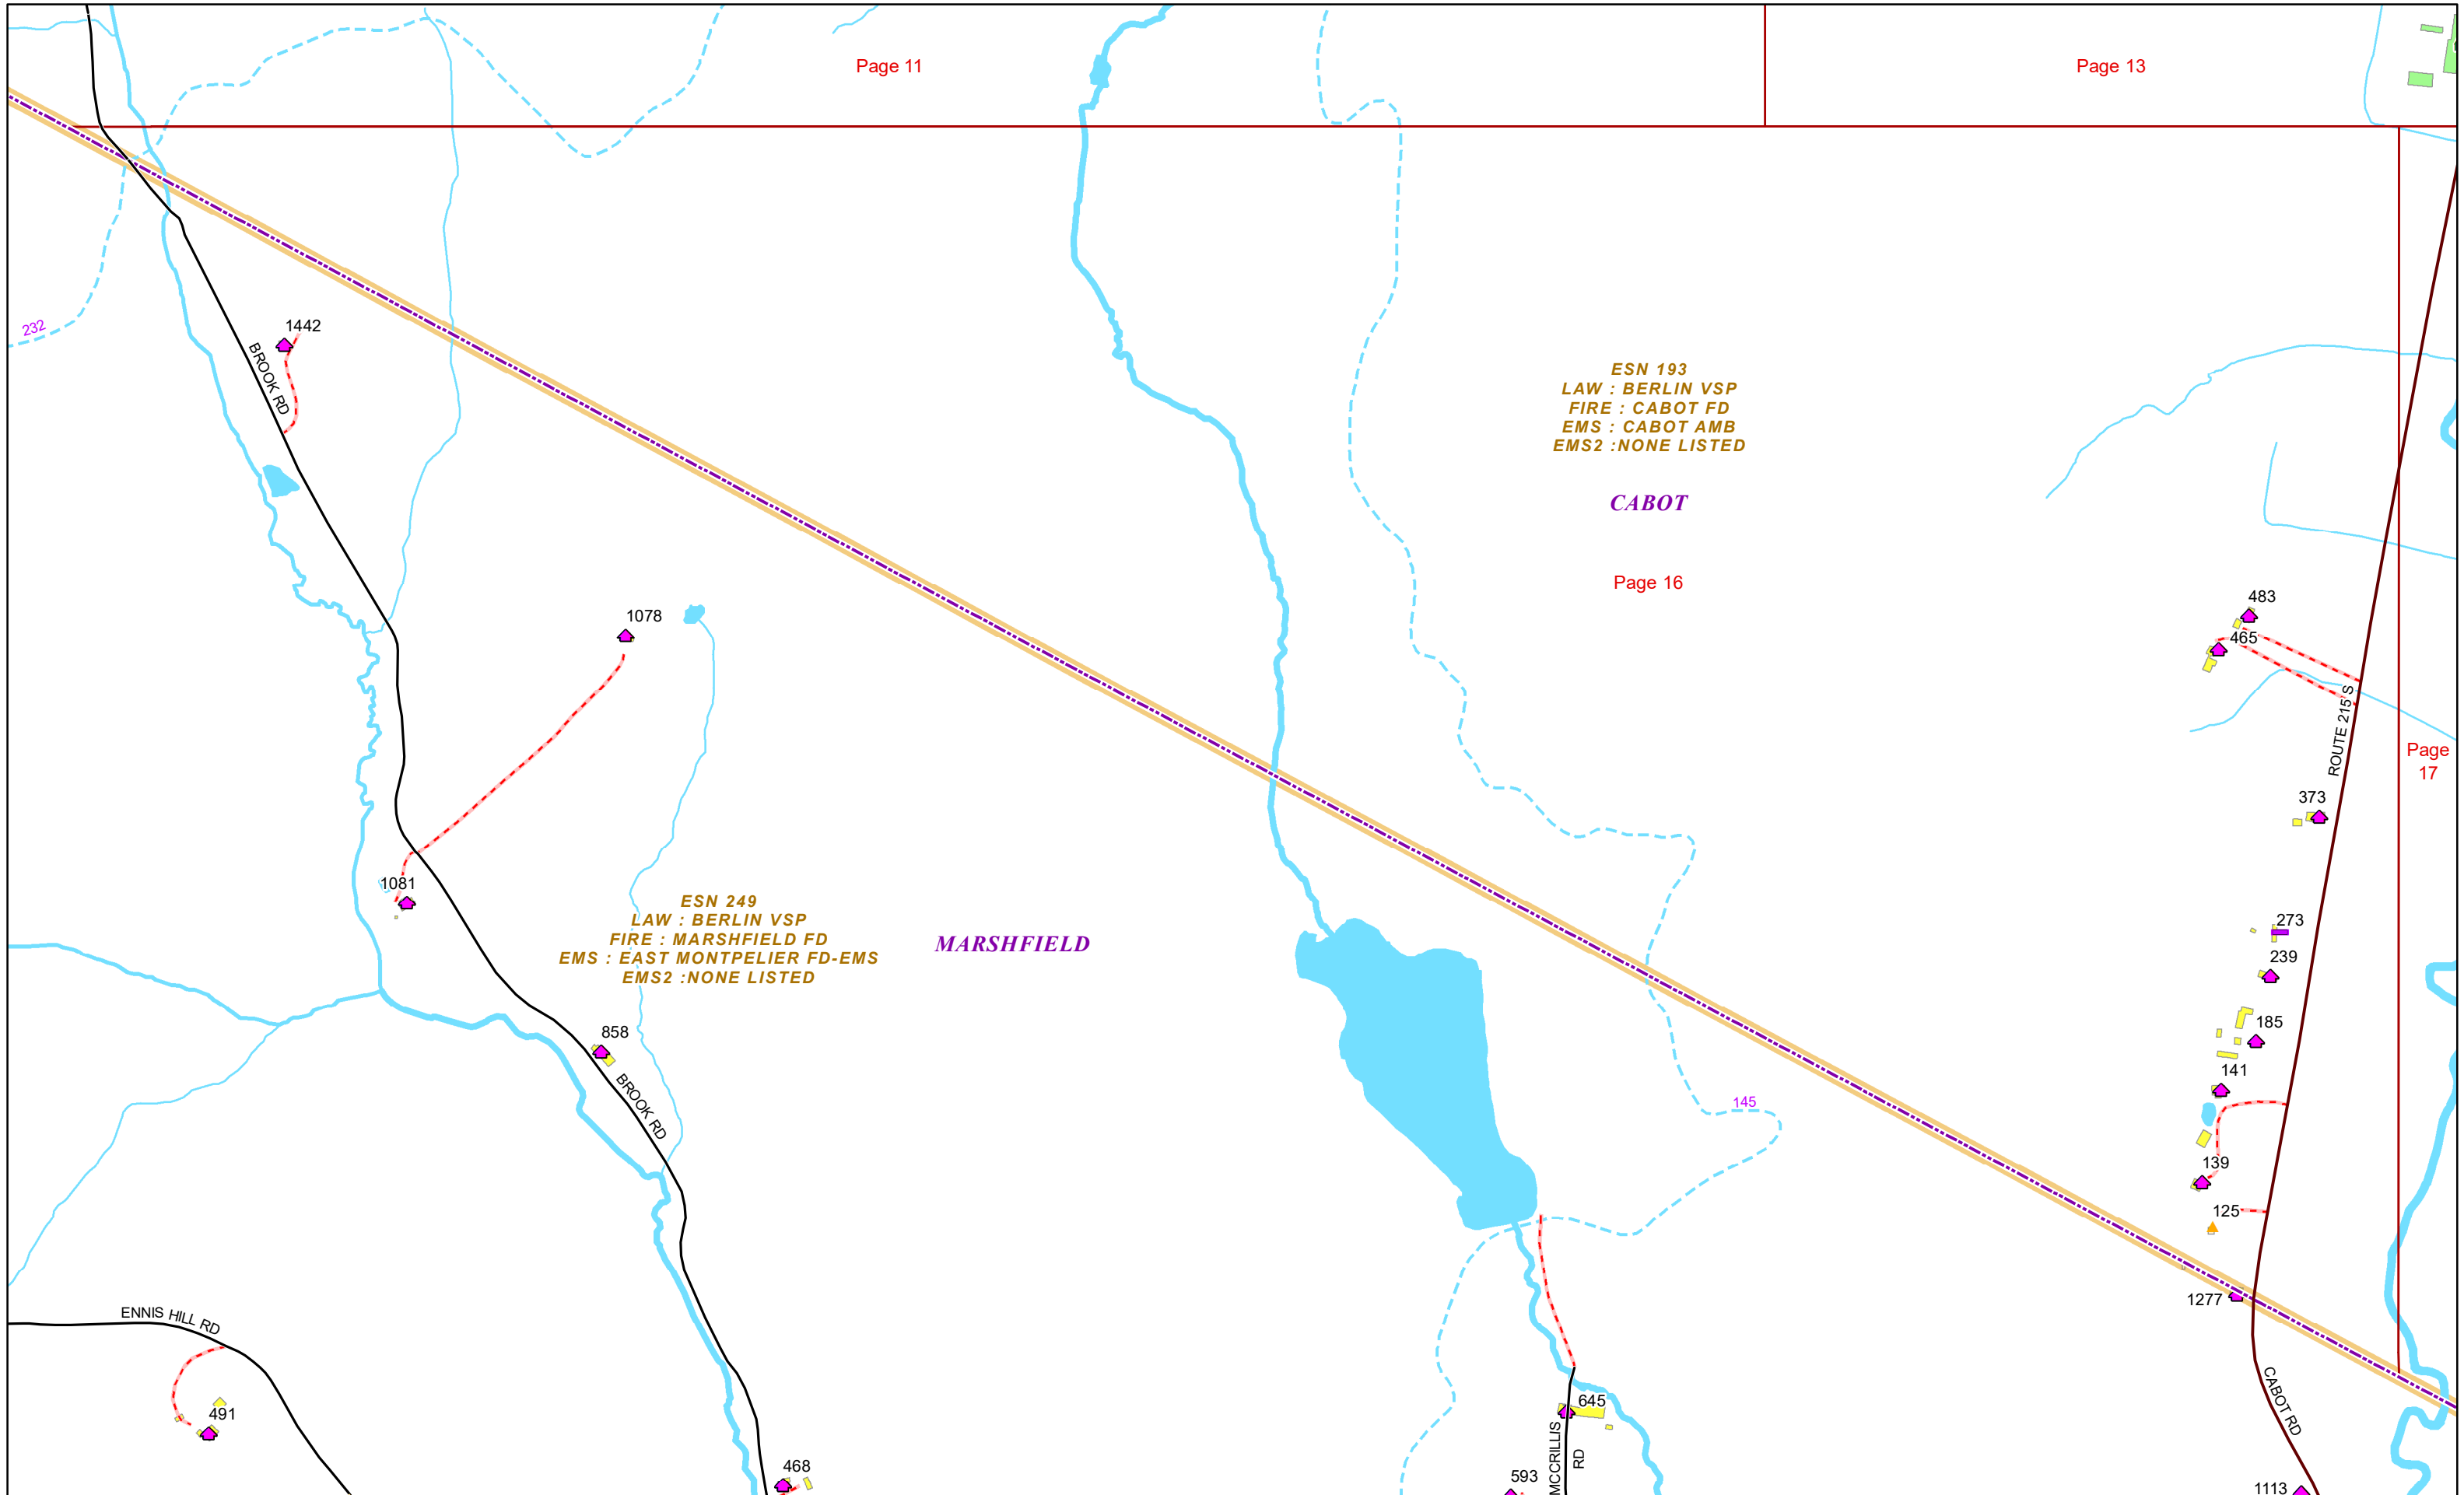 Page 11
Page 13
232
1442
BROOK RD
ESN 193
LAW : BERLIN VSP
FIRE : CABOT FD
EMS : CABOT AMB
EMS2 :NONE LISTED
CABOT
Page 16
483
465
1078
ROUTE 215 S
Page
17
373
1081
ESN 249
LAW : BERLIN VSP
FIRE : MARSHFIELD FD
EMS : EAST MONTPELIER FD-EMS
EMS2 :NONE LISTED
MARSHFIELD
273
239
185
858
BROOK RD
141
145
139
125
1277
ENNIS HILL RD
491
645
CABOT RD
MCCRILLIS
RD
468
593
1113